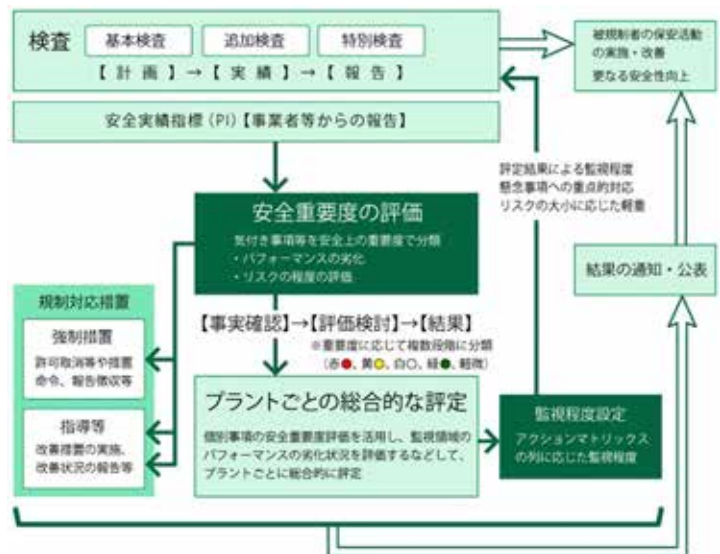 検査
基本検査
追加検査
特別検査
【計画】→【実績】→【報告】
安全実績指標(PI)【事業者等からの報告】
被規制者の保安活動
の実施・改善
更なる安全性向上
評定結果による監視程度
懸念事項への重点的対応
リスクの大小に応じた軽重
安全重要度の評価
気付き事項等を安全上の重要度で分類
・パフォーマンスの劣化
・リスクの程度の評価
結果の通知・公表
規制対応措置
強制措置
許可取消等や措置
命令、報告徴収等
指導等
改善措置の実施、
改善状況の報告等
【事実確認】→【評価検討】→【結果】
※重要度に応じて複数段階に分類
(赤●、黄●、白○、緑●、軽微)
プラントごとの総合的な評定
個別事項の安全重要度評価を活用し、監視領域の
パフォーマンスの劣化状況を評価するなどして、
プラントごとに総合的に評定
監視程度設定
アクションマトリックス
の列に応じた監視程度